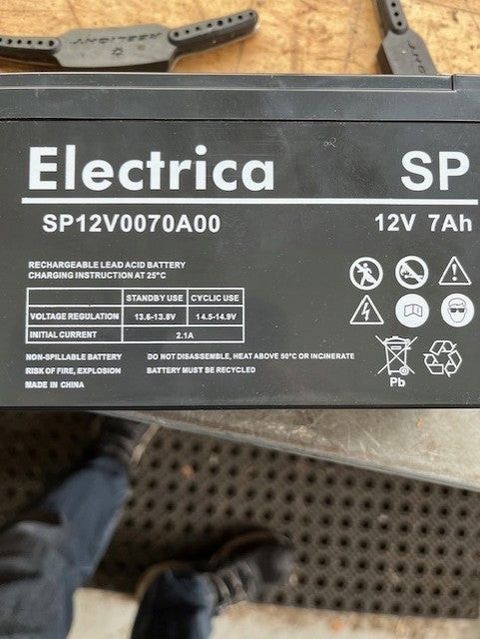 Electrica SP
SP12V0070A00 12V 7Ah
RECHARGEABLE LEAD ACID BATTERY
CHARGING INSTRUCTION AT 25°C
STANDBY USE CYCLIC USE
VOLTAGE REGULATION 13.6-13.8V 14.5-14.9V
INITIAL CURRENT 2.1A
NON-SPILLABLE BATTERY DO NOT DISASSEMBLE, HEAT ABOVE 50°C OR INCINERATE
RISK OF FIRE, EXPLOSION BATTERY MUST BE RECYCLED
MADE IN CHINA
Pb